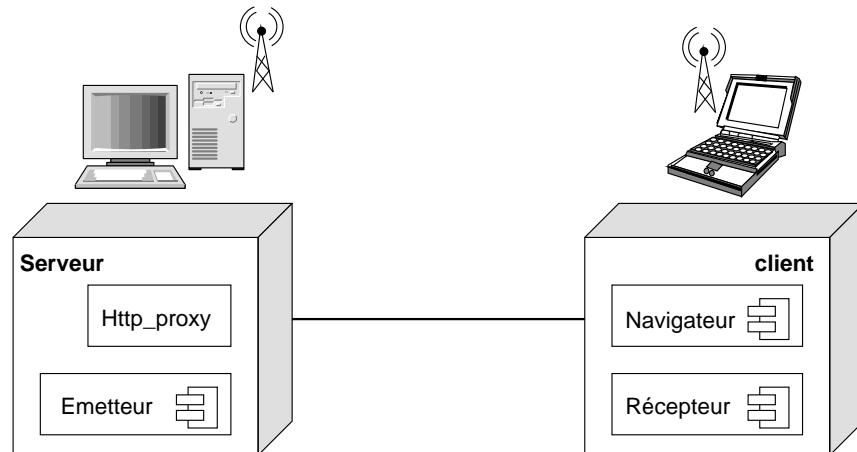 Serveur
client
Http_proxy
Navigateur
Emetteur
Récepteur